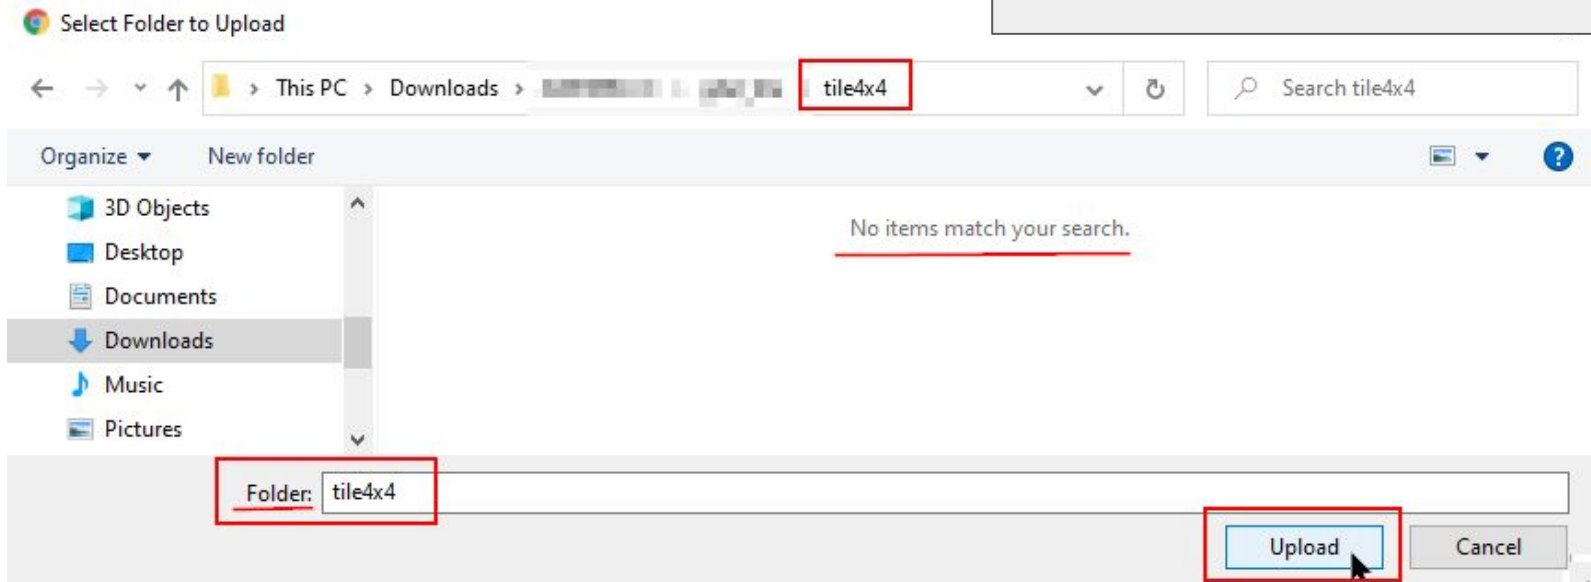 Select Folder to Upload
This PC > Downloads > tile4x4
Search tile4x4
Organize New folder
3D Objects
Desktop
Documents
Downloads
Music
Pictures
No items match your search.
Folder: tile4x4
Upload Cancel